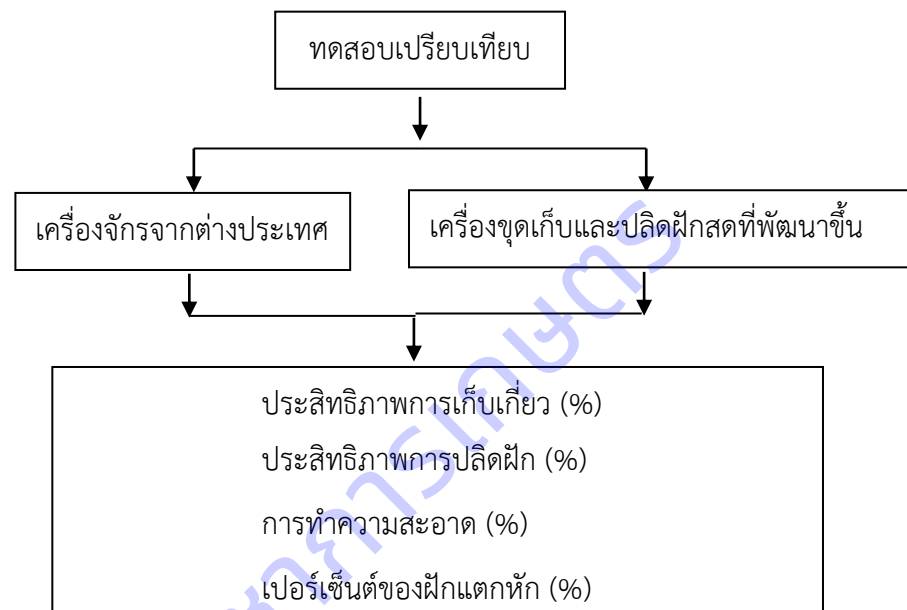 ทดสอบเปรียบเทียบ
เครื่องจักรจากต่างประเทศ
เครื่องขุดเก็บและปลิดฝักสดที่พัฒนาขึ้น
ประสิทธิภาพการเก็บเกี่ยว (%)
ประสิทธิภาพการปลิดฝัก (%)
การทำความสะอาด (%)
เปอร์เซ็นต์ของฝักแตกหัก (%)